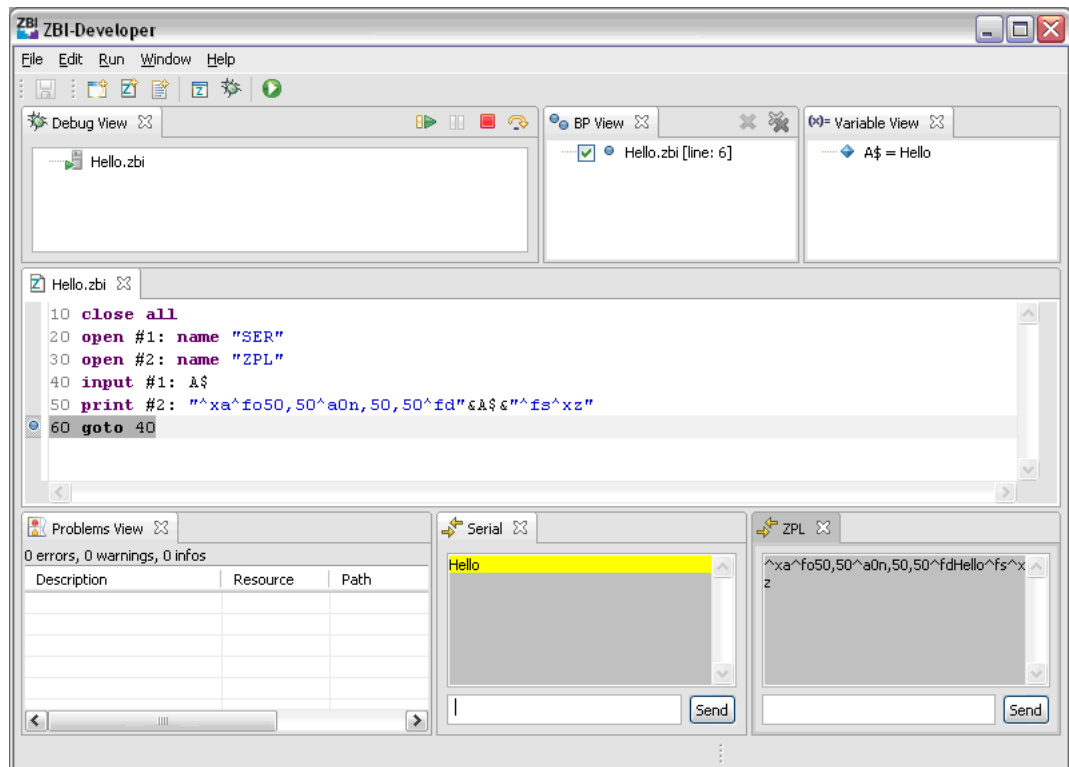 ZBI ZBI-Developer
File Edit Run Window Help
Debug View
BP View
(x)= Variable View
Hello.zbi
Hello.zbi [line: 6]
A$ = Hello
Hello.zbi
10 close all
20 open #1: name "SER"
30 open #2: name "ZPL"
40 input #1: A$
50 print #2: "^xa^fo50,50^a0n,50,50^fd"&A$&"^fs^xz"
60 goto 40
Problems View
0 errors, 0 warnings, 0 infos
Description Resource Path
Serial
Hello
Send
ZPL
^xa^fo50,50^a0n,50,50^fdHello^fs^x
z
Send